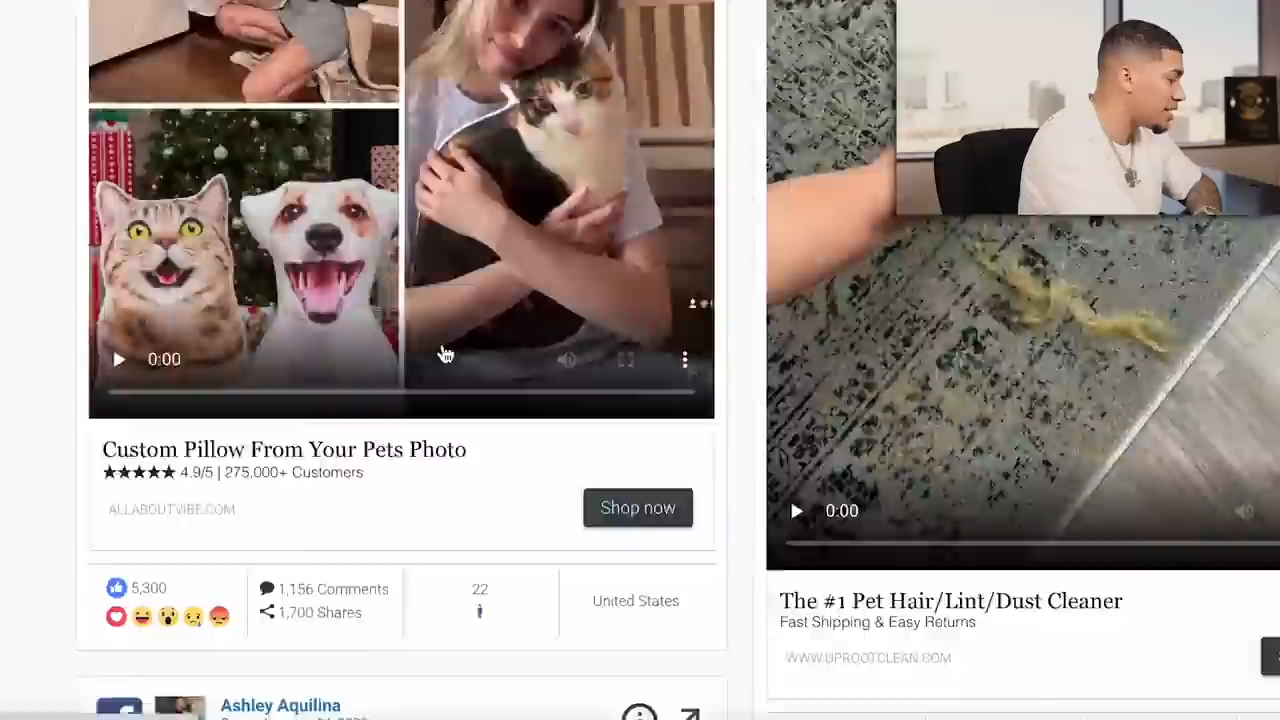 0:00
Custom Pillow From Your Pets Photo
★★★★★ 4.9/5 | 275,000+ Customers
ALLABOUTVIBE.COM
Shop now
5,300
1,156 Comments
1,700 Shares
22
United States
Ashley Aquilina
0:00
The #1 Pet Hair/Lint/Dust Cleaner
Fast Shipping & Easy Returns
WWW.UPROOTCLEAN.COM